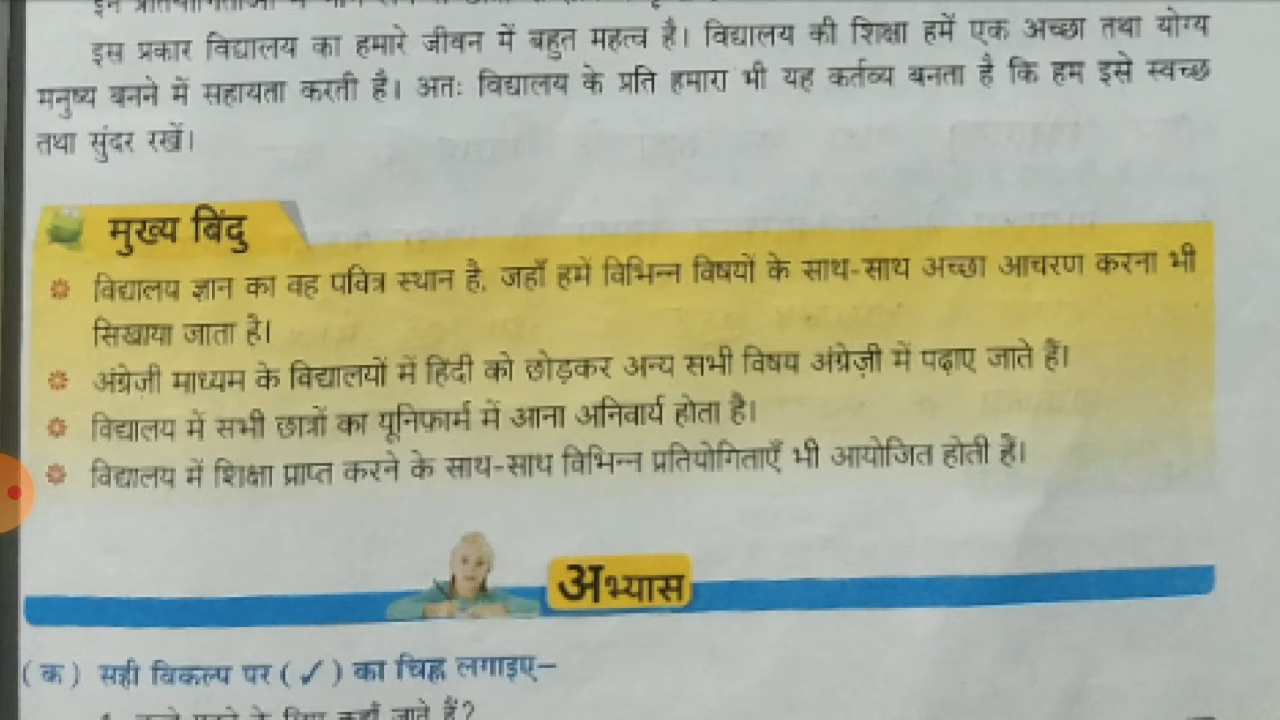 इस प्रकार विद्यालय का हमारे जीवन में बहुत महत्व है। विद्यालय की शिक्षा हमें एक अच्छा तथा योग्य
मनुष्य बनने में सहायता करती है। अतः विद्यालय के प्रति हमारा भी यह कर्तव्य बनता है कि हम इसे स्वच्छ
तथा सुंदर रखें।
मुख्य बिंदु
विद्यालय ज्ञान का वह पवित्र स्थान है, जहाँ हमें विभिन्न विषयों के साथ-साथ अच्छा आचरण करना भी
सिखाया जाता है।
अंग्रेज़ी माध्यम के विद्यालयों में हिंदी को छोड़कर अन्य सभी विषय अंग्रेज़ी में पढ़ाए जाते हैं।
विद्यालय में सभी छात्रों का यूनिफ़ार्म में आना अनिवार्य होता है।
विद्यालय में शिक्षा प्राप्त करने के साथ-साथ विभिन्न प्रतियोगिताएँ भी आयोजित होती हैं।
अभ्यास
(क) सही विकल्प पर (✓) का चिह्न लगाइए–
के लिए कहाँ जाते हैं?